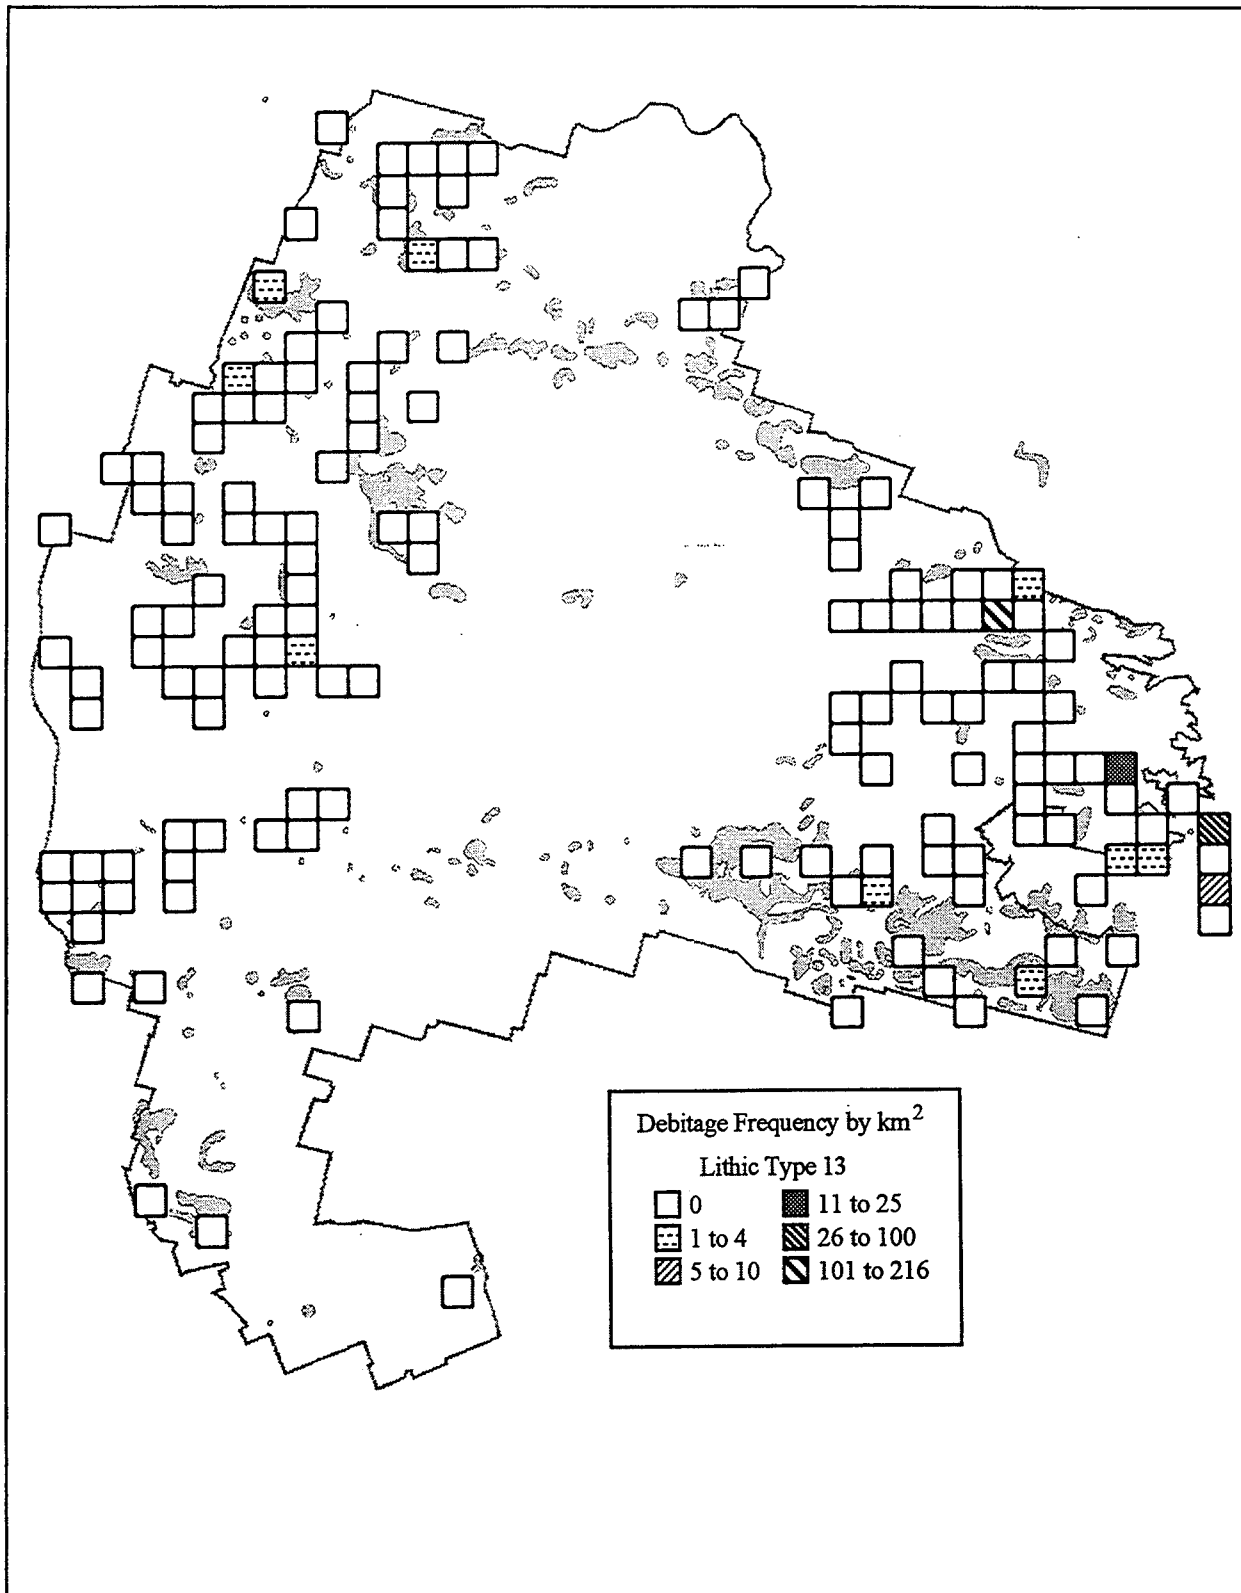 Debitage Frequency by km²
Lithic Type 13
0
11 to 25
1 to 4
26 to 100
5 to 10
101 to 216